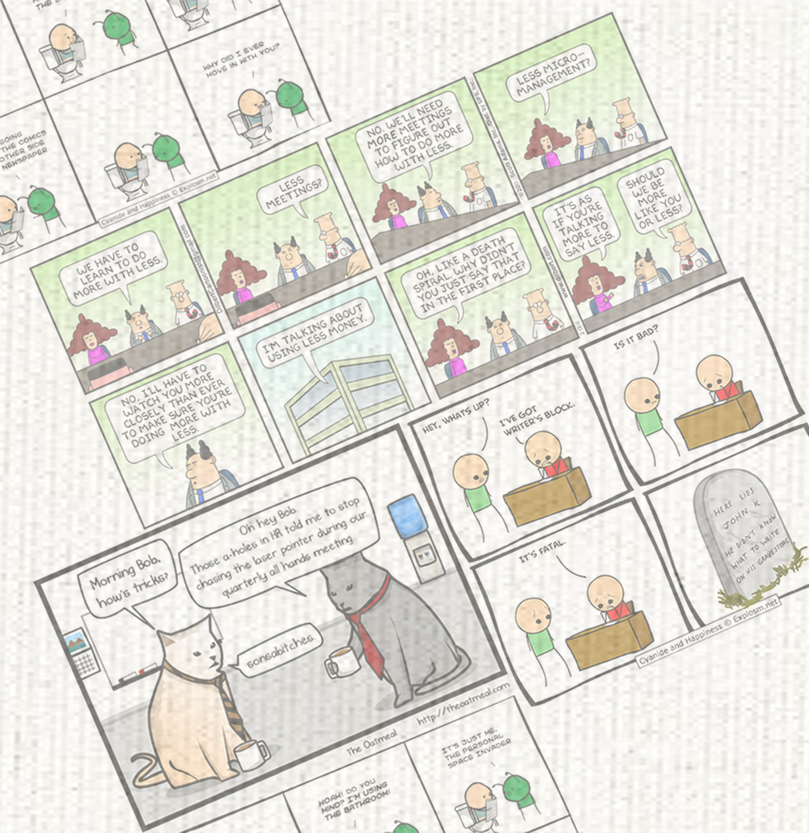 WHY DID I EVER
MOVE IN WITH YOU?
THE COMICS
OTHER SIDE
NEWSPAPER
Cyanide and Happiness © Explosm.net
WE HAVE TO
LEARN TO DO
MORE WITH LESS.
LESS
MEETINGS?
NO. WE'LL NEED
MORE MEETINGS
TO FIGURE OUT
HOW TO DO MORE
WITH LESS.
LESS MICRO-
MANAGEMENT?
NO, I'LL HAVE TO
WATCH YOU MORE
CLOSELY THAN EVER
TO MAKE SURE YOU'RE
DOING MORE WITH
LESS.
I'M TALKING ABOUT
USING LESS MONEY.
OH, LIKE A DEATH
SPIRAL. WHY DIDN'T
YOU JUST SAY THAT
IN THE FIRST PLACE?
IT'S AS
IF YOU'RE
TALKING
MORE TO
SAY LESS.
SHOULD
WE BE
MORE
LIKE YOU
OR LESS?
HEY, WHAT'S UP?
I'VE GOT
WRITER'S BLOCK.
IS IT BAD?
IT'S FATAL.
HERE LIES
JOHN K.
HE DIDN'T KNOW
WHAT TO WRITE
ON HIS GRAVESTONE
Cyanide and Happiness © Explosm.net
Morning Bob,
how's tricks?
Oh hey Bob.
Those a-holes in HR told me to stop
chasing the laser pointer during our
quarterly all hands meeting.
sonsabitches.
The Oatmeal http://theoatmeal.com
WOAH! DO YOU
MIND? I'M USING
THE BATHROOM!
IT'S JUST ME,
THE PERSONAL
SPACE INVADER